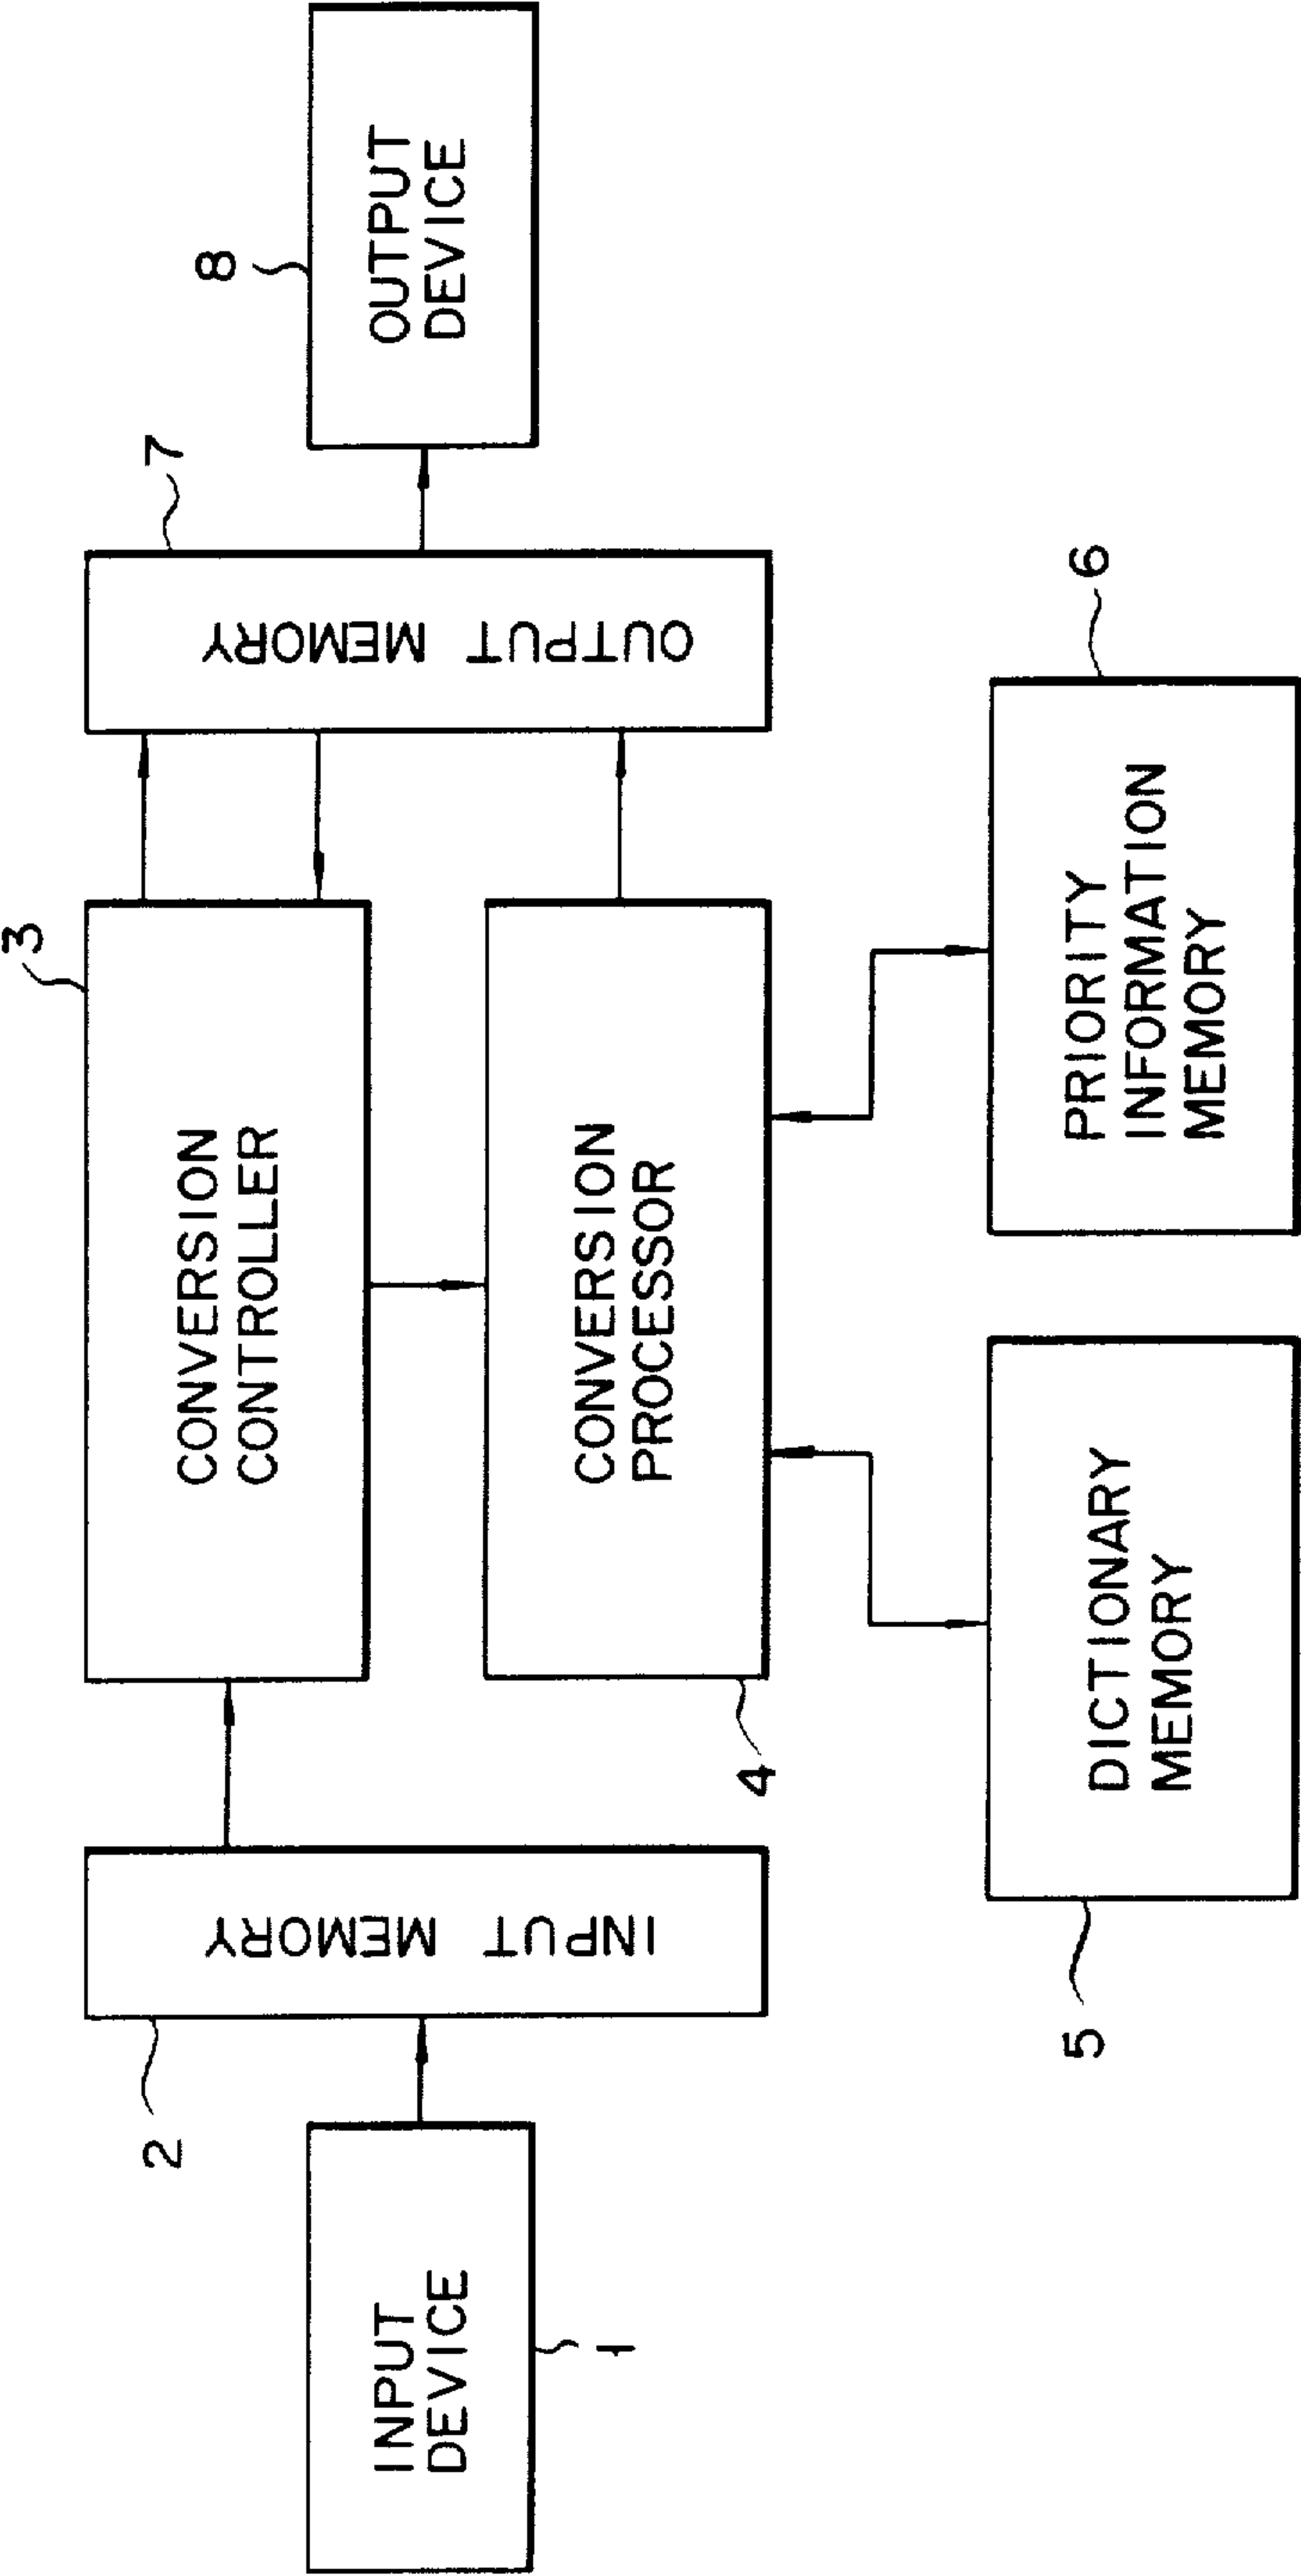 3
CONVERSION
CONTROLLER
2
INPUT MEMORY
7
OUTPUT MEMORY
8
OUTPUT
DEVICE
INPUT
DEVICE
1
CONVERSION
PROCESSOR
4
DICTIONARY
MEMORY
5
PRIORITY
INFORMATION
MEMORY
6